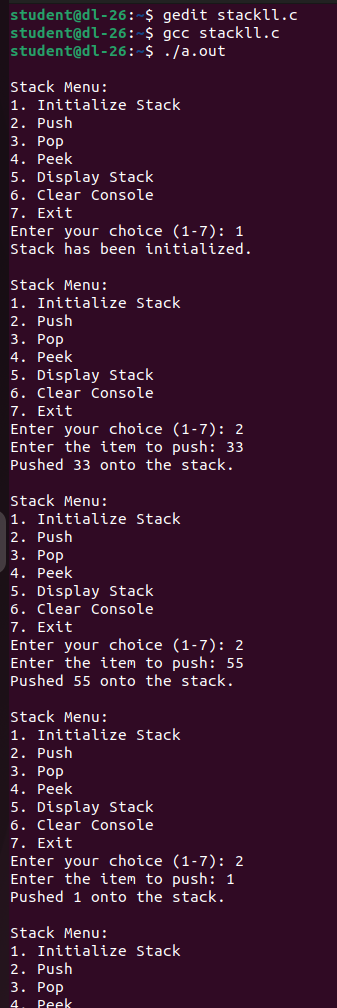 student@dl-26:~$ gedit stackll.c
student@dl-26:~$ gcc stackll.c
student@dl-26:~$ ./a.out
Stack Menu:
1. Initialize Stack
2. Push
3. Pop
4. Peek
5. Display Stack
6. Clear Console
7. Exit
Enter your choice (1-7): 1
Stack has been initialized.
Stack Menu:
1. Initialize Stack
2. Push
3. Pop
4. Peek
5. Display Stack
6. Clear Console
7. Exit
Enter your choice (1-7): 2
Enter the item to push: 33
Pushed 33 onto the stack.
Stack Menu:
1. Initialize Stack
2. Push
3. Pop
4. Peek
5. Display Stack
6. Clear Console
7. Exit
Enter your choice (1-7): 2
Enter the item to push: 55
Pushed 55 onto the stack.
Stack Menu:
1. Initialize Stack
2. Push
3. Pop
4. Peek
5. Display Stack
6. Clear Console
7. Exit
Enter your choice (1-7): 2
Enter the item to push: 1
Pushed 1 onto the stack.
Stack Menu:
1. Initialize Stack
2. Push
3. Pop
4. Peek